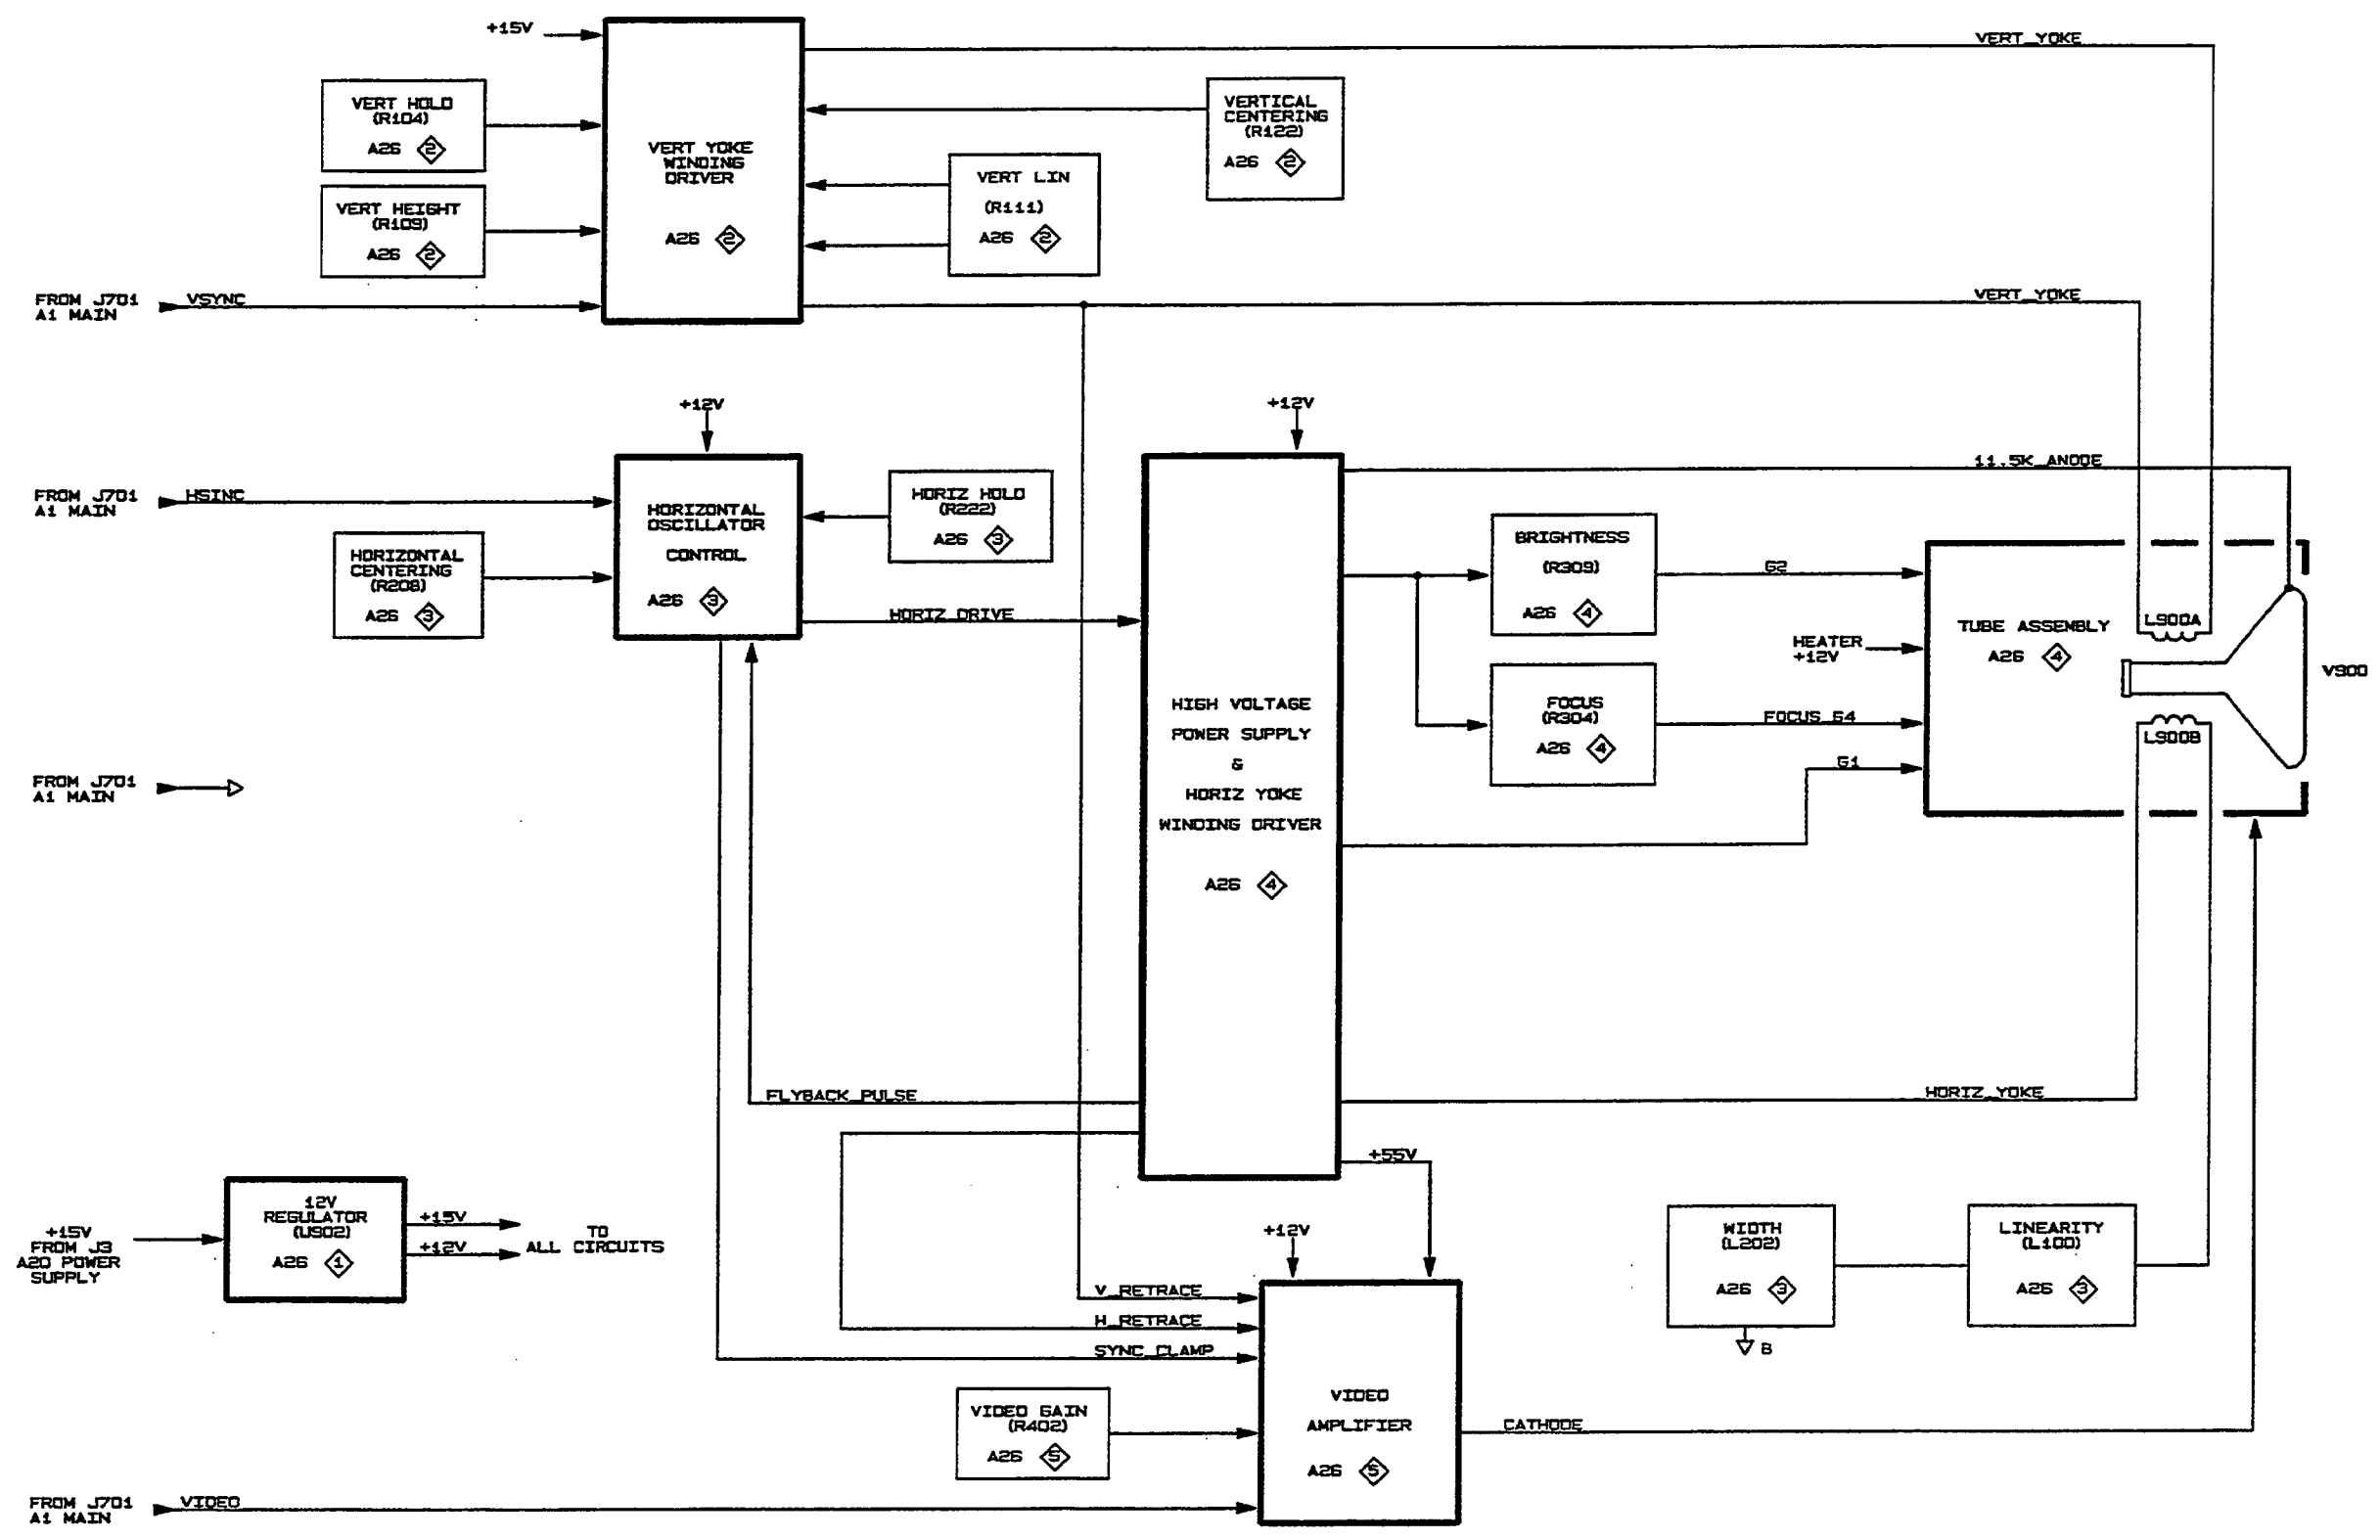 +15V
VERT_YOKE
VERT HOLD
(R104)
A26 2
VERT HEIGHT
(R109)
A26 2
VERT YOKE
WINDING
DRIVER
A26 2
VERTICAL
CENTERING
(R122)
A26 2
VERT LIN
(R111)
A26 2
FROM J701
A1 MAIN
VSYNC
VERT_YOKE
+12V
+12V
FROM J701
A1 MAIN
HSINC
HORIZONTAL
CENTERING
(R208)
A26 3
HORIZONTAL
OSCILLATOR
CONTROL
A26 3
HORIZ HOLD
(R222)
A26 3
HORIZ_DRIVE
11.5K_ANODE
BRIGHTNESS
(R309)
A26 4
G2
HEATER
+12V
TUBE ASSEMBLY
A26 4
L900A
V900
L900B
FOCUS
(R304)
A26 4
FOCUS_G4
G1
HIGH VOLTAGE
POWER SUPPLY
&
HORIZ YOKE
WINDING DRIVER
A26 4
FROM J701
A1 MAIN
FLYBACK_PULSE
HORIZ_YOKE
+55V
+15V
FROM J3
A20 POWER
SUPPLY
12V
REGULATOR
(U902)
A26 1
+15V
+12V
TO
ALL CIRCUITS
+12V
WIDTH
(L202)
A26 3
B
LINEARITY
(L100)
A26 3
V_RETRACE
H_RETRACE
SYNC_CLAMP
VIDEO GAIN
(R402)
A26 5
VIDEO
AMPLIFIER
A26 5
CATHODE
FROM J701
A1 MAIN
VIDEO